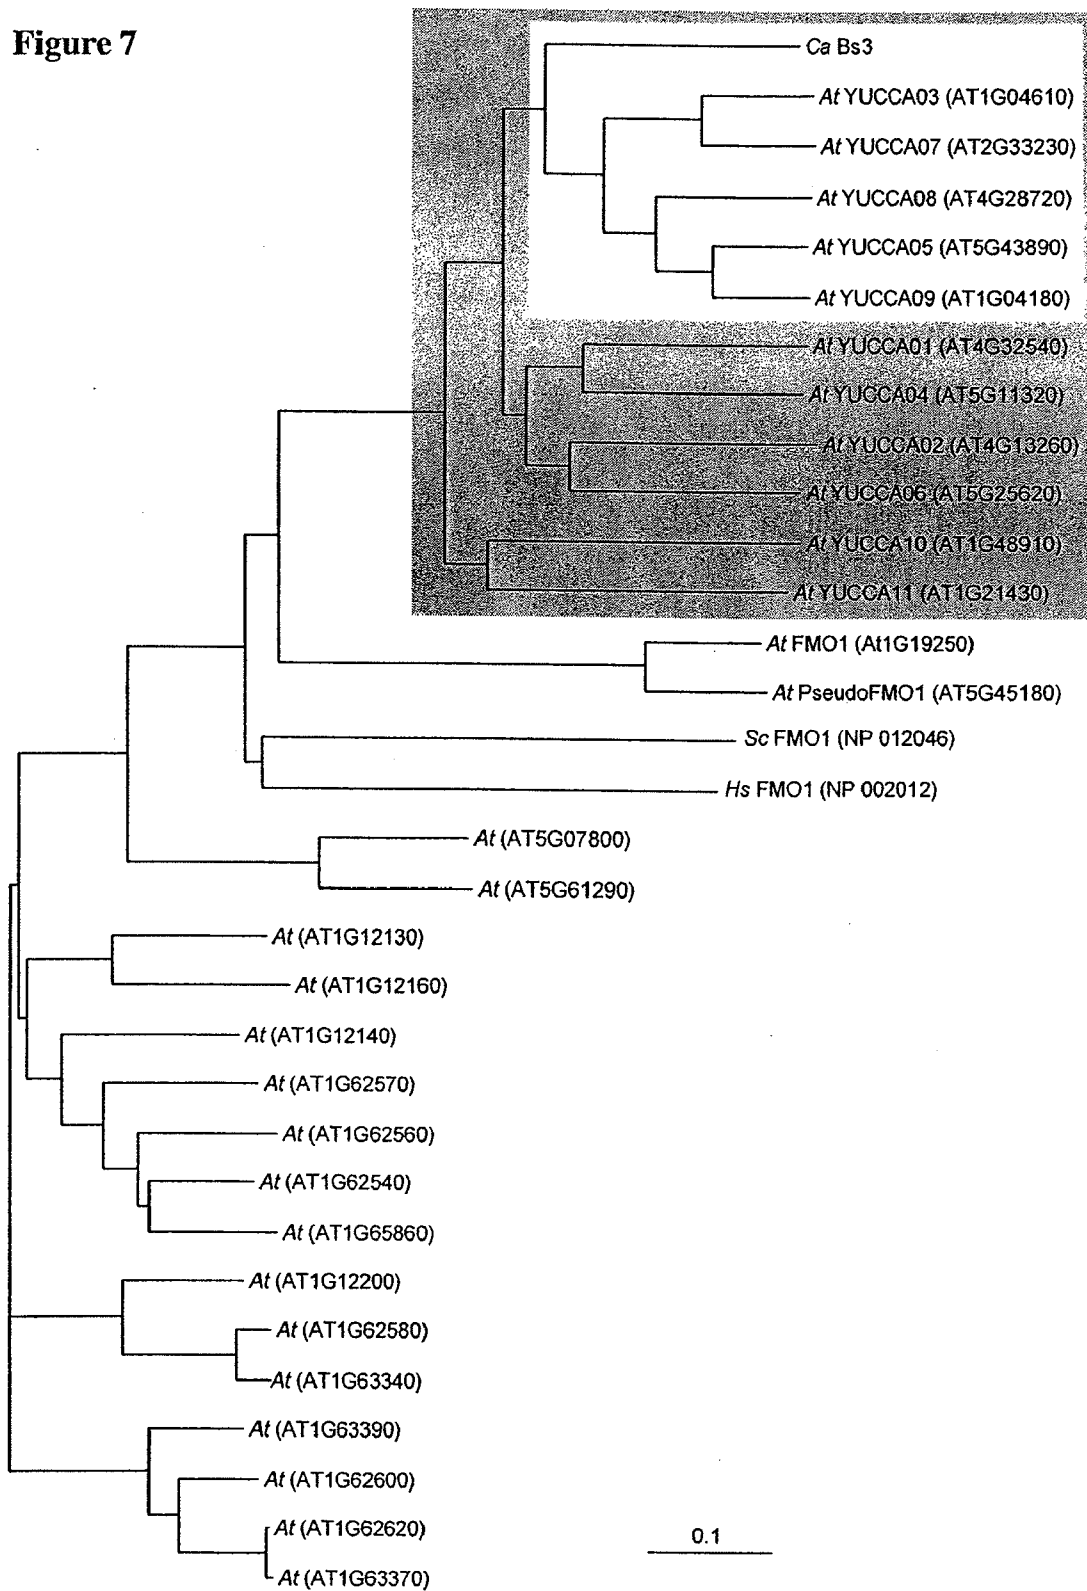 Figure 7
Ca Bs3
At YUCCA03 (AT1G04610)
At YUCCA07 (AT2G33230)
At YUCCA08 (AT4G28720)
At YUCCA05 (AT5G43890)
At YUCCA09 (AT1G04180)
At YUCCA01 (AT4G32540)
At YUCCA04 (AT5G11320)
At YUCCA02 (AT4G13260)
At YUCCA06 (AT5G25620)
At YUCCA10 (AT1G48910)
At YUCCA11 (AT1G21430)
At FMO1 (At1G19250)
At PseudoFMO1 (AT5G45180)
Sc FMO1 (NP 012046)
Hs FMO1 (NP 002012)
At (AT5G07800)
At (AT5G61290)
At (AT1G12130)
At (AT1G12160)
At (AT1G12140)
At (AT1G62570)
At (AT1G62560)
At (AT1G62540)
At (AT1G65860)
At (AT1G12200)
At (AT1G62580)
At (AT1G63340)
At (AT1G63390)
At (AT1G62600)
At (AT1G62620)
At (AT1G63370)
0.1